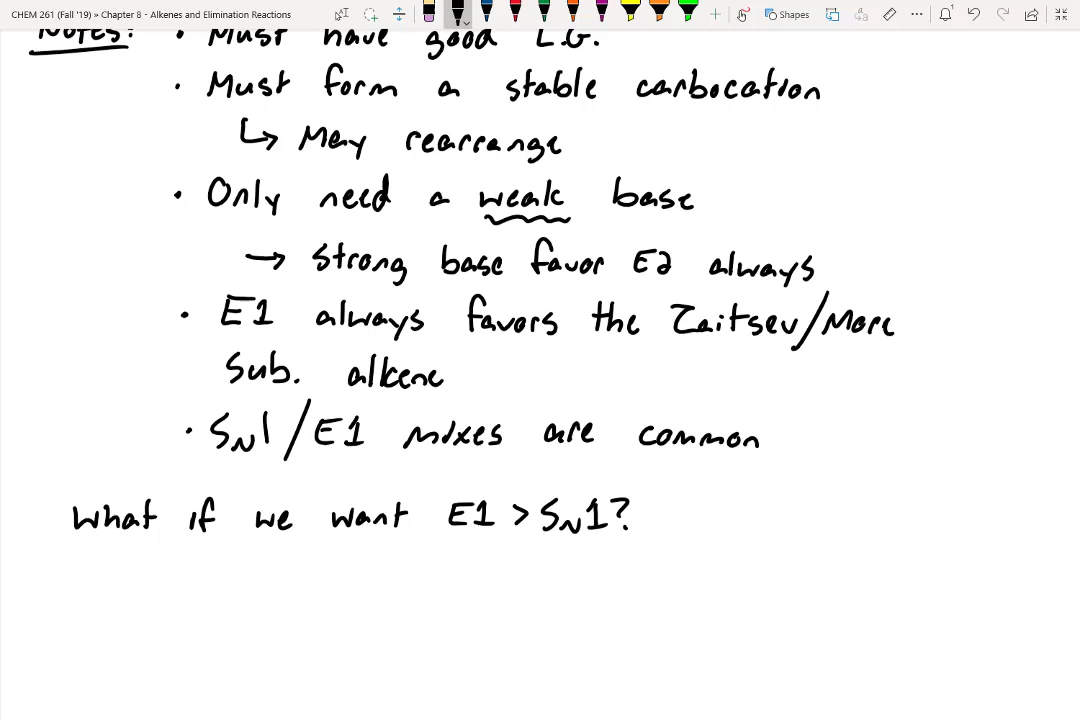 CHEM 261 (Fall '19) » Chapter 8 - Alkenes and Elimination Reactions
Shapes
Notes: • Must have good L.G.
• Must form a stable carbocation
↳ May rearrange
• Only need a weak base
→ Strong base favor E2 always
• E1 always favors the Zaitsev/More
Sub. alkene
• SN1/E1 mixes are common
What if we want E1 > SN1?